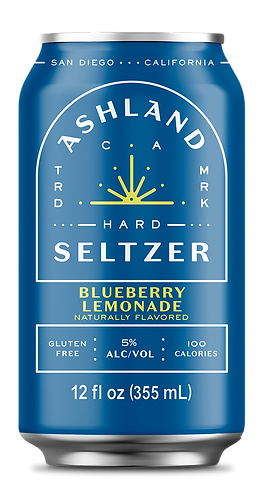 SAN DIEGO • • • CALIFORNIA
ASHLAND
C • A
TRD MRK
HARD
SELTZER
BLUEBERRY
LEMONADE
NATURALLY FLAVORED
GLUTEN FREE
5% ALC/VOL
100 CALORIES
12 fl oz (355 mL)